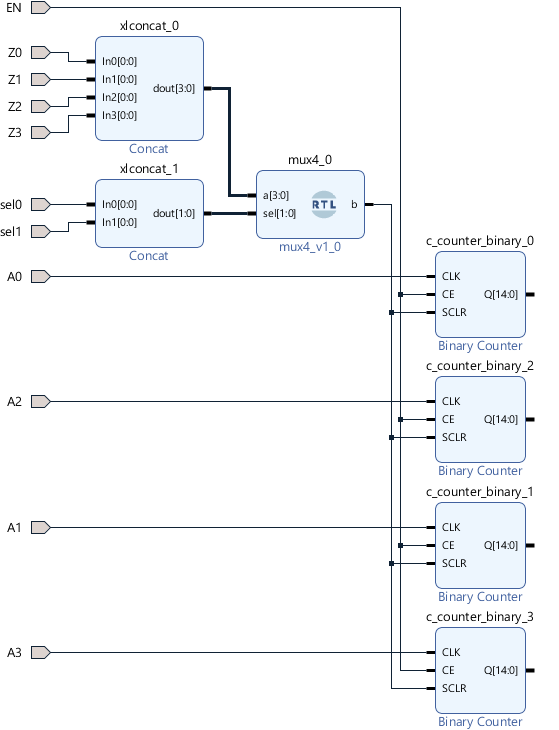 EN
xlconcat_0
Z0
Z1
Z2
Z3
In0[0:0]
In1[0:0]
In2[0:0]
In3[0:0]
dout[3:0]
Concat
xlconcat_1
sel0
sel1
In0[0:0]
In1[0:0]
dout[1:0]
Concat
mux4_0
a[3:0]
sel[1:0]
RTL
b
mux4_v1_0
A0
c_counter_binary_0
CLK
CE
SCLR
Q[14:0]
Binary Counter
A2
c_counter_binary_2
CLK
CE
SCLR
Q[14:0]
Binary Counter
A1
c_counter_binary_1
CLK
CE
SCLR
Q[14:0]
Binary Counter
A3
c_counter_binary_3
CLK
CE
SCLR
Q[14:0]
Binary Counter